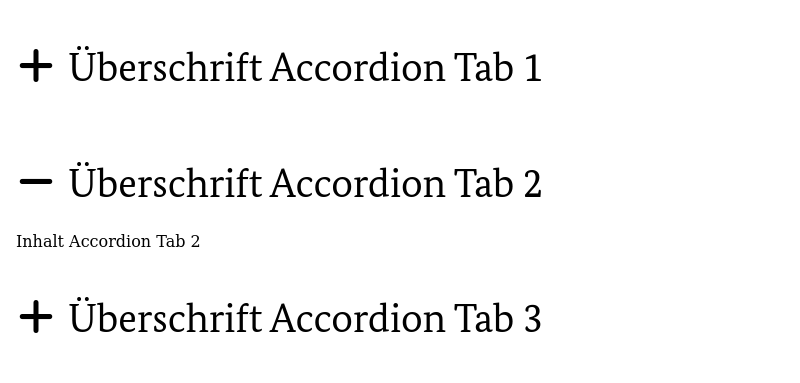 Überschrift Accordion Tab 1
Überschrift Accordion Tab 2
Inhalt Accordion Tab 2
Überschrift Accordion Tab 3